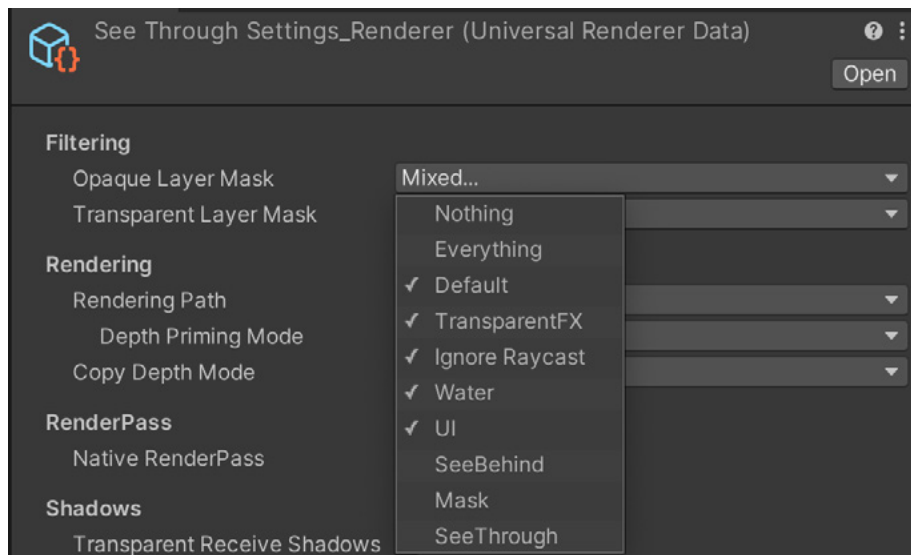 See Through Settings_Renderer (Universal Renderer Data)
Open
Filtering
Opaque Layer Mask
Mixed...
Transparent Layer Mask
Nothing
Everything
Rendering
Default
Rendering Path
TransparentFX
Depth Priming Mode
Ignore Raycast
Copy Depth Mode
Water
RenderPass
UI
Native RenderPass
SeeBehind
Mask
Shadows
SeeThrough
Transparent Receive Shadows